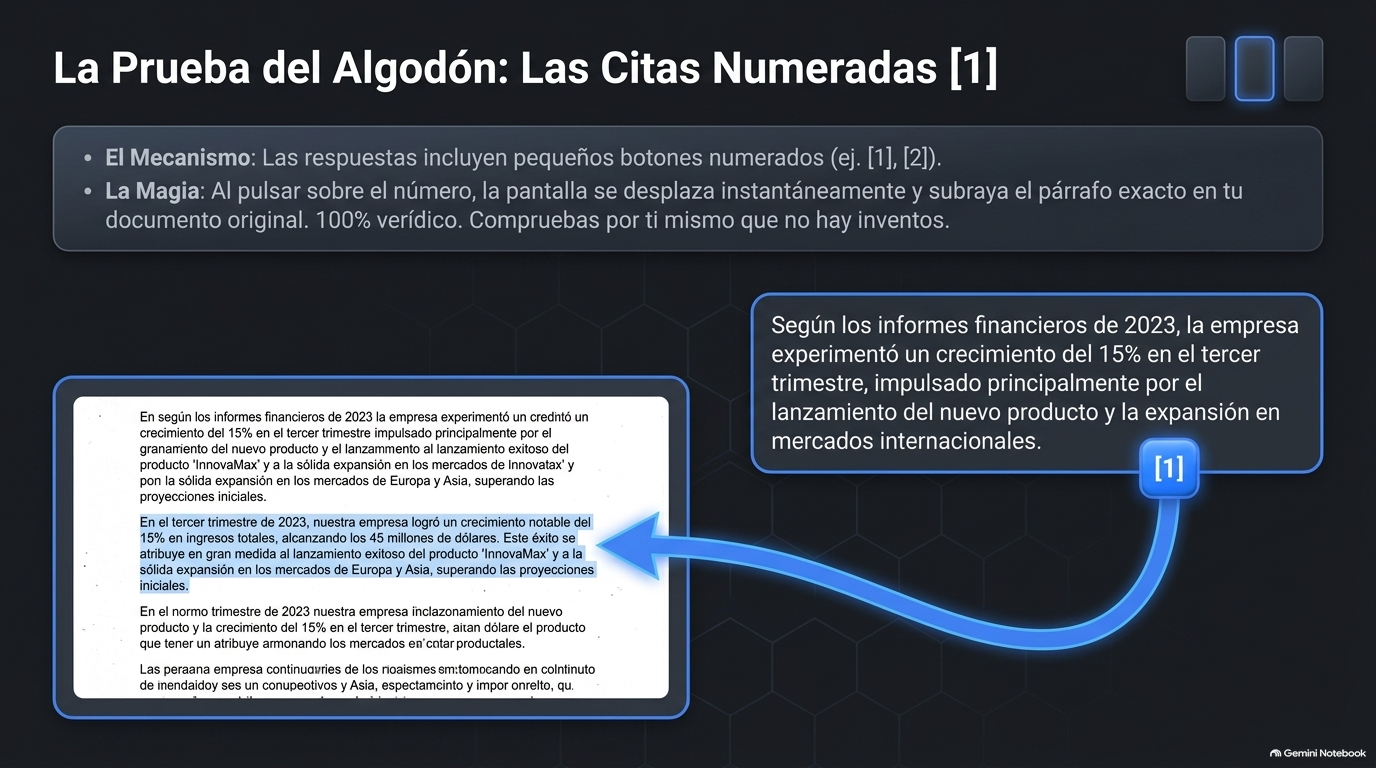 La Prueba del Algodón: Las Citas Numeradas [1]
• El Mecanismo: Las respuestas incluyen pequeños botones numerados (ej. [1], [2]).
• La Magia: Al pulsar sobre el número, la pantalla se desplaza instantáneamente y subraya el párrafo exacto en tu
documento original. 100% verídico. Compruebas por ti mismo que no hay inventos.
Según los informes financieros de 2023, la empresa
experimentó un crecimiento del 15% en el tercer
trimestre, impulsado principalmente por el
lanzamiento del nuevo producto y la expansión en
mercados internacionales.
[1]
En según los informes financieros de 2023 la empresa experimentó un creditó un
crecimiento del 15% en el tercer trimestre impulsado principalmente por el
granamiento del nuevo producto y el lanzammento al lanzamiento exitoso del
producto 'InnovaMax' y a la sólida expansión en los mercados de Innovatax' y
pon la sólida expansión en los mercados de Europa y Asia, superando las
proyecciones iniciales.
En el tercer trimestre de 2023, nuestra empresa logró un crecimiento notable del
15% en ingresos totales, alcanzando los 45 millones de dólares. Este éxito se
atribuye en gran medida al lanzamiento exitoso del producto 'InnovaMax' y a la
sólida expansión en los mercados de Europa y Asia, superando las proyecciones
iniciales.
En el normo trimestre de 2023 nuestra empresa inclazonamiento del nuevo
producto y la crecimiento del 15% en el tercer trimestre, aitan dólare el producto
que tener un atribuye armonando los mercados en'cntar productales.
Las peraana empresa de los en
de ses un y Asia, y impor
Gemini Notebook